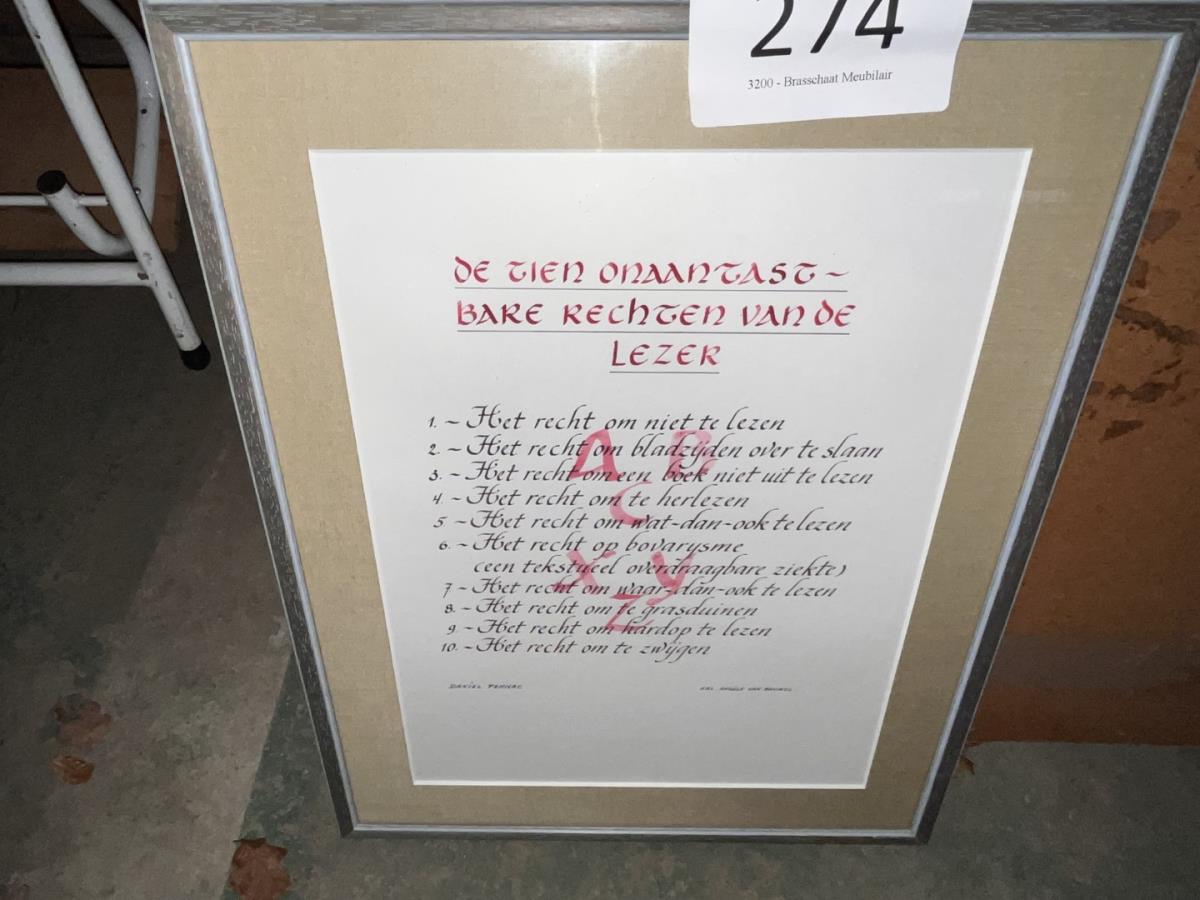 274
3200 - Brasschaat Meubilair
DE TIEN ONAANTAST~
BARE RECHTEN VAN DE
LEZER
1. ~ Het recht om niet te lezen
2. ~ Het recht om bladzijden over te slaan
3. ~ Het recht om een boek niet uit te lezen
4. ~ Het recht om te herlezen
5. ~ Het recht om wat-dan-ook te lezen
6. ~ Het recht op bovarysme
(een tekstueel overdraagbare ziekte)
7 ~ Het recht om waar-dan-ook te lezen
8. ~ Het recht om te grasduinen
9. ~ Het recht om hardop te lezen
10. ~ Het recht om te zwijgen
A B
C
X Y
Z
DANIEL PENNAC